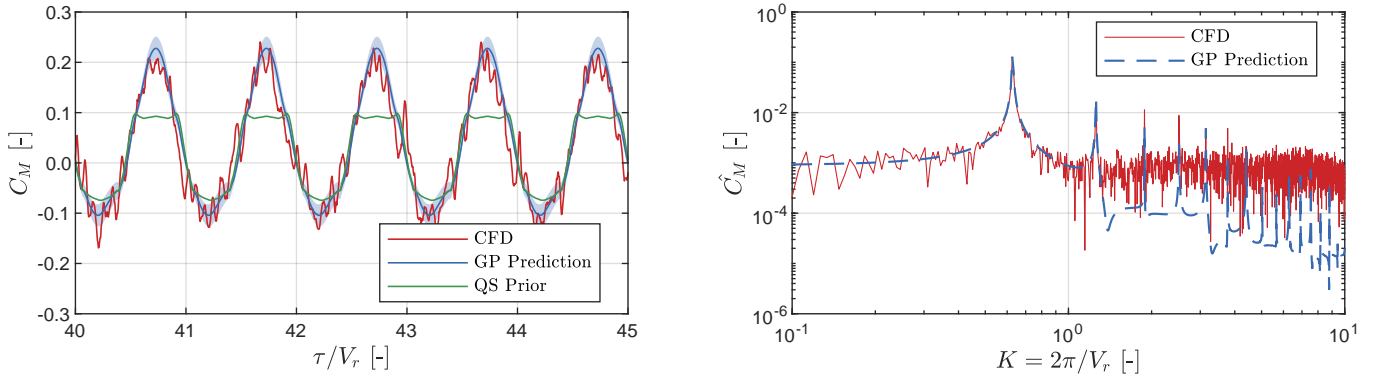 0.3
0.2
0.1
0.0
-0.1
-0.2
-0.3
C_M [-]
CFD
GP Prediction
QS Prior
40
41
42
43
44
45
τ/V_r [-]
10^0
10^-2
10^-4
10^-6
Ĉ_M [-]
CFD
GP Prediction
10^-1
10^0
10^1
K = 2π/V_r [-]